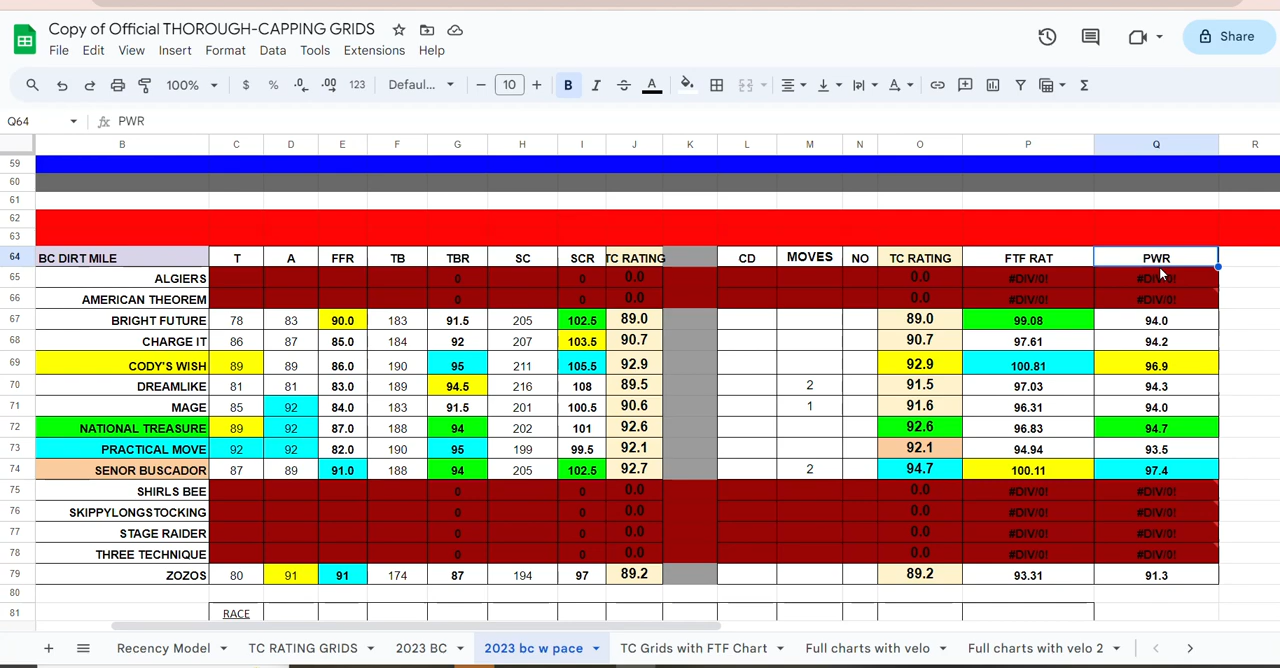 Copy of Official THOROUGH-CAPPING GRIDS
Share
File Edit View Insert Format Data Tools Extensions Help
100% $ % .0 .00 123 Defaul... − 10 + B I S A
Q64 fx PWR
B C D E F G H I J K L M N O P Q R
59
60
61
62
63
64 BC DIRT MILE T A FFR TB TBR SC SCR TC RATING CD MOVES NO TC RATING FTF RAT PWR
65 ALGIERS 0 0 0.0 0.0 #DIV/0! #DIV/0!
66 AMERICAN THEOREM 0 0 0.0 0.0 #DIV/0! #DIV/0!
67 BRIGHT FUTURE 78 83 90.0 183 91.5 205 102.5 89.0 89.0 99.08 94.0
68 CHARGE IT 86 87 85.0 184 92 207 103.5 90.7 90.7 97.61 94.2
69 CODY'S WISH 89 89 86.0 190 95 211 105.5 92.9 92.9 100.81 96.9
70 DREAMLIKE 81 81 83.0 189 94.5 216 108 89.5 2 91.5 97.03 94.3
71 MAGE 85 92 84.0 183 91.5 201 100.5 90.6 1 91.6 96.31 94.0
72 NATIONAL TREASURE 89 92 87.0 188 94 202 101 92.6 92.6 96.83 94.7
73 PRACTICAL MOVE 92 92 82.0 190 95 199 99.5 92.1 92.1 94.94 93.5
74 SENOR BUSCADOR 87 89 91.0 188 94 205 102.5 92.7 2 94.7 100.11 97.4
75 SHIRLS BEE 0 0 0.0 0.0 #DIV/0! #DIV/0!
76 SKIPPYLONGSTOCKING 0 0 0.0 0.0 #DIV/0! #DIV/0!
77 STAGE RAIDER 0 0 0.0 0.0 #DIV/0! #DIV/0!
78 THREE TECHNIQUE 0 0 0.0 0.0 #DIV/0! #DIV/0!
79 ZOZOS 80 91 91 174 87 194 97 89.2 89.2 93.31 91.3
80
81 RACE
+ Recency Model TC RATING GRIDS 2023 BC 2023 bc w pace TC Grids with FTF Chart Full charts with velo Full charts with velo 2